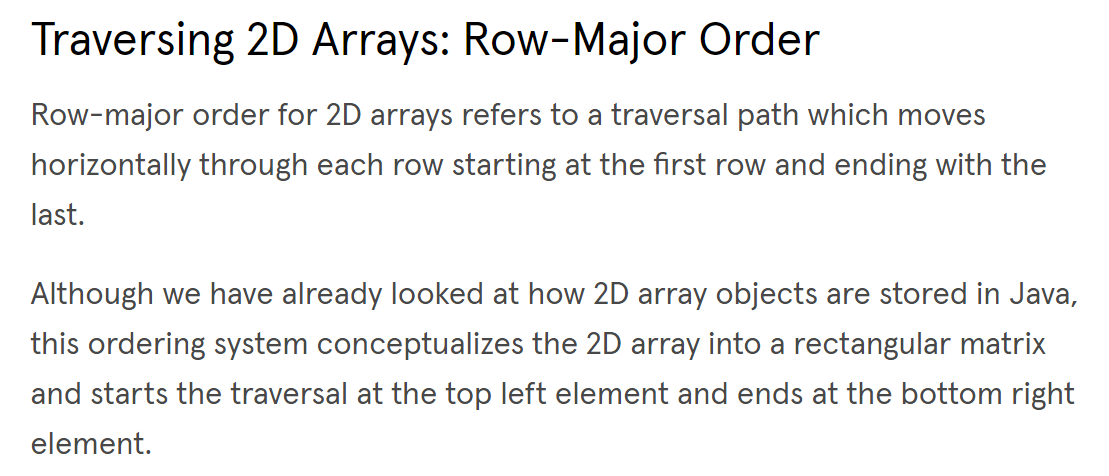 Traversing 2D Arrays: Row-Major Order
Row-major order for 2D arrays refers to a traversal path which moves
horizontally through each row starting at the first row and ending with the
last.
Although we have already looked at how 2D array objects are stored in Java,
this ordering system conceptualizes the 2D array into a rectangular matrix
and starts the traversal at the top left element and ends at the bottom right
element.